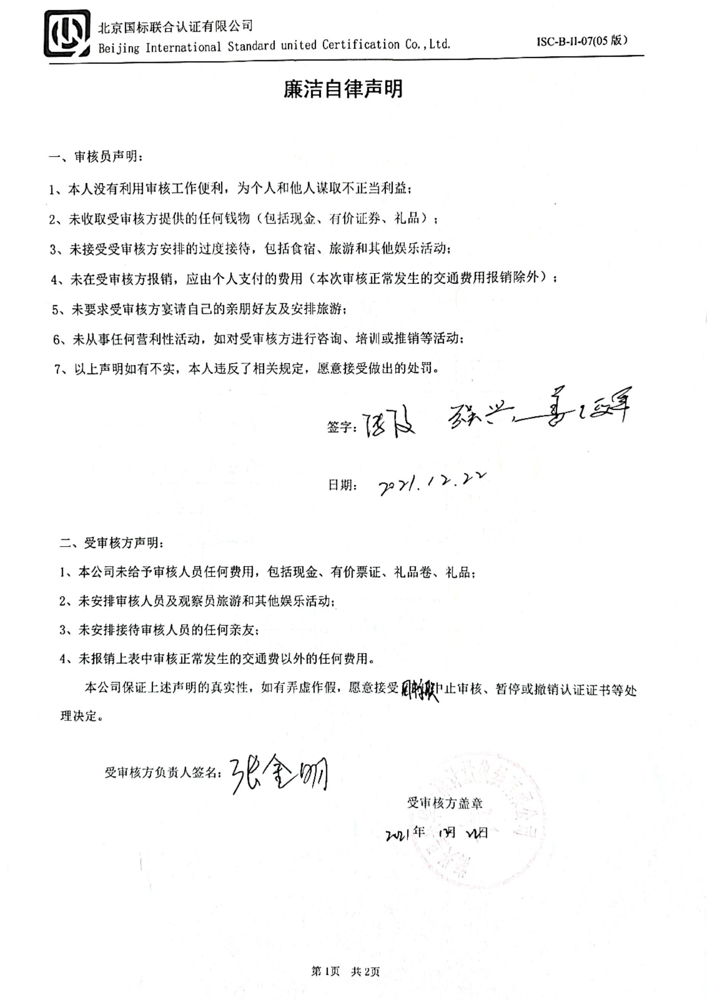 北京国标联合认证有限公司
Beijing International Standard united Certification Co.,Ltd.
ISC-B-II-07(05 版)
廉洁自律声明
一、审核员声明：
1、本人没有利用审核工作便利，为个人和他人谋取不正当利益；
2、未收取受审核方提供的任何钱物（包括现金、有价证券、礼品）；
3、未接受受审核方安排的过度接待，包括食宿、旅游和其他娱乐活动；
4、未在受审核方报销，应由个人支付的费用（本次审核正常发生的交通费用报销除外）；
5、未要求受审核方宴请自己的亲朋好友及安排旅游；
6、未从事任何营利性活动，如对受审核方进行咨询、培训或推销等活动；
7、以上声明如有不实，本人违反了相关规定，愿意接受做出的处罚。
签字：
日期： 2021.12.22
二、受审核方声明：
1、本公司未给予审核人员任何费用，包括现金、有价票证、礼品卷、礼品；
2、未安排审核人员及观察员旅游和其他娱乐活动；
3、未安排接待审核人员的任何亲友；
4、未报销上表中审核正常发生的交通费以外的任何费用。
本公司保证上述声明的真实性，如有弄虚作假，愿意接受国标联中止审核、暂停或撤销认证证书等处
理决定。
受审核方负责人签名：张金明
受审核方盖章
2021年 12月 22日
第 1页 共 2页